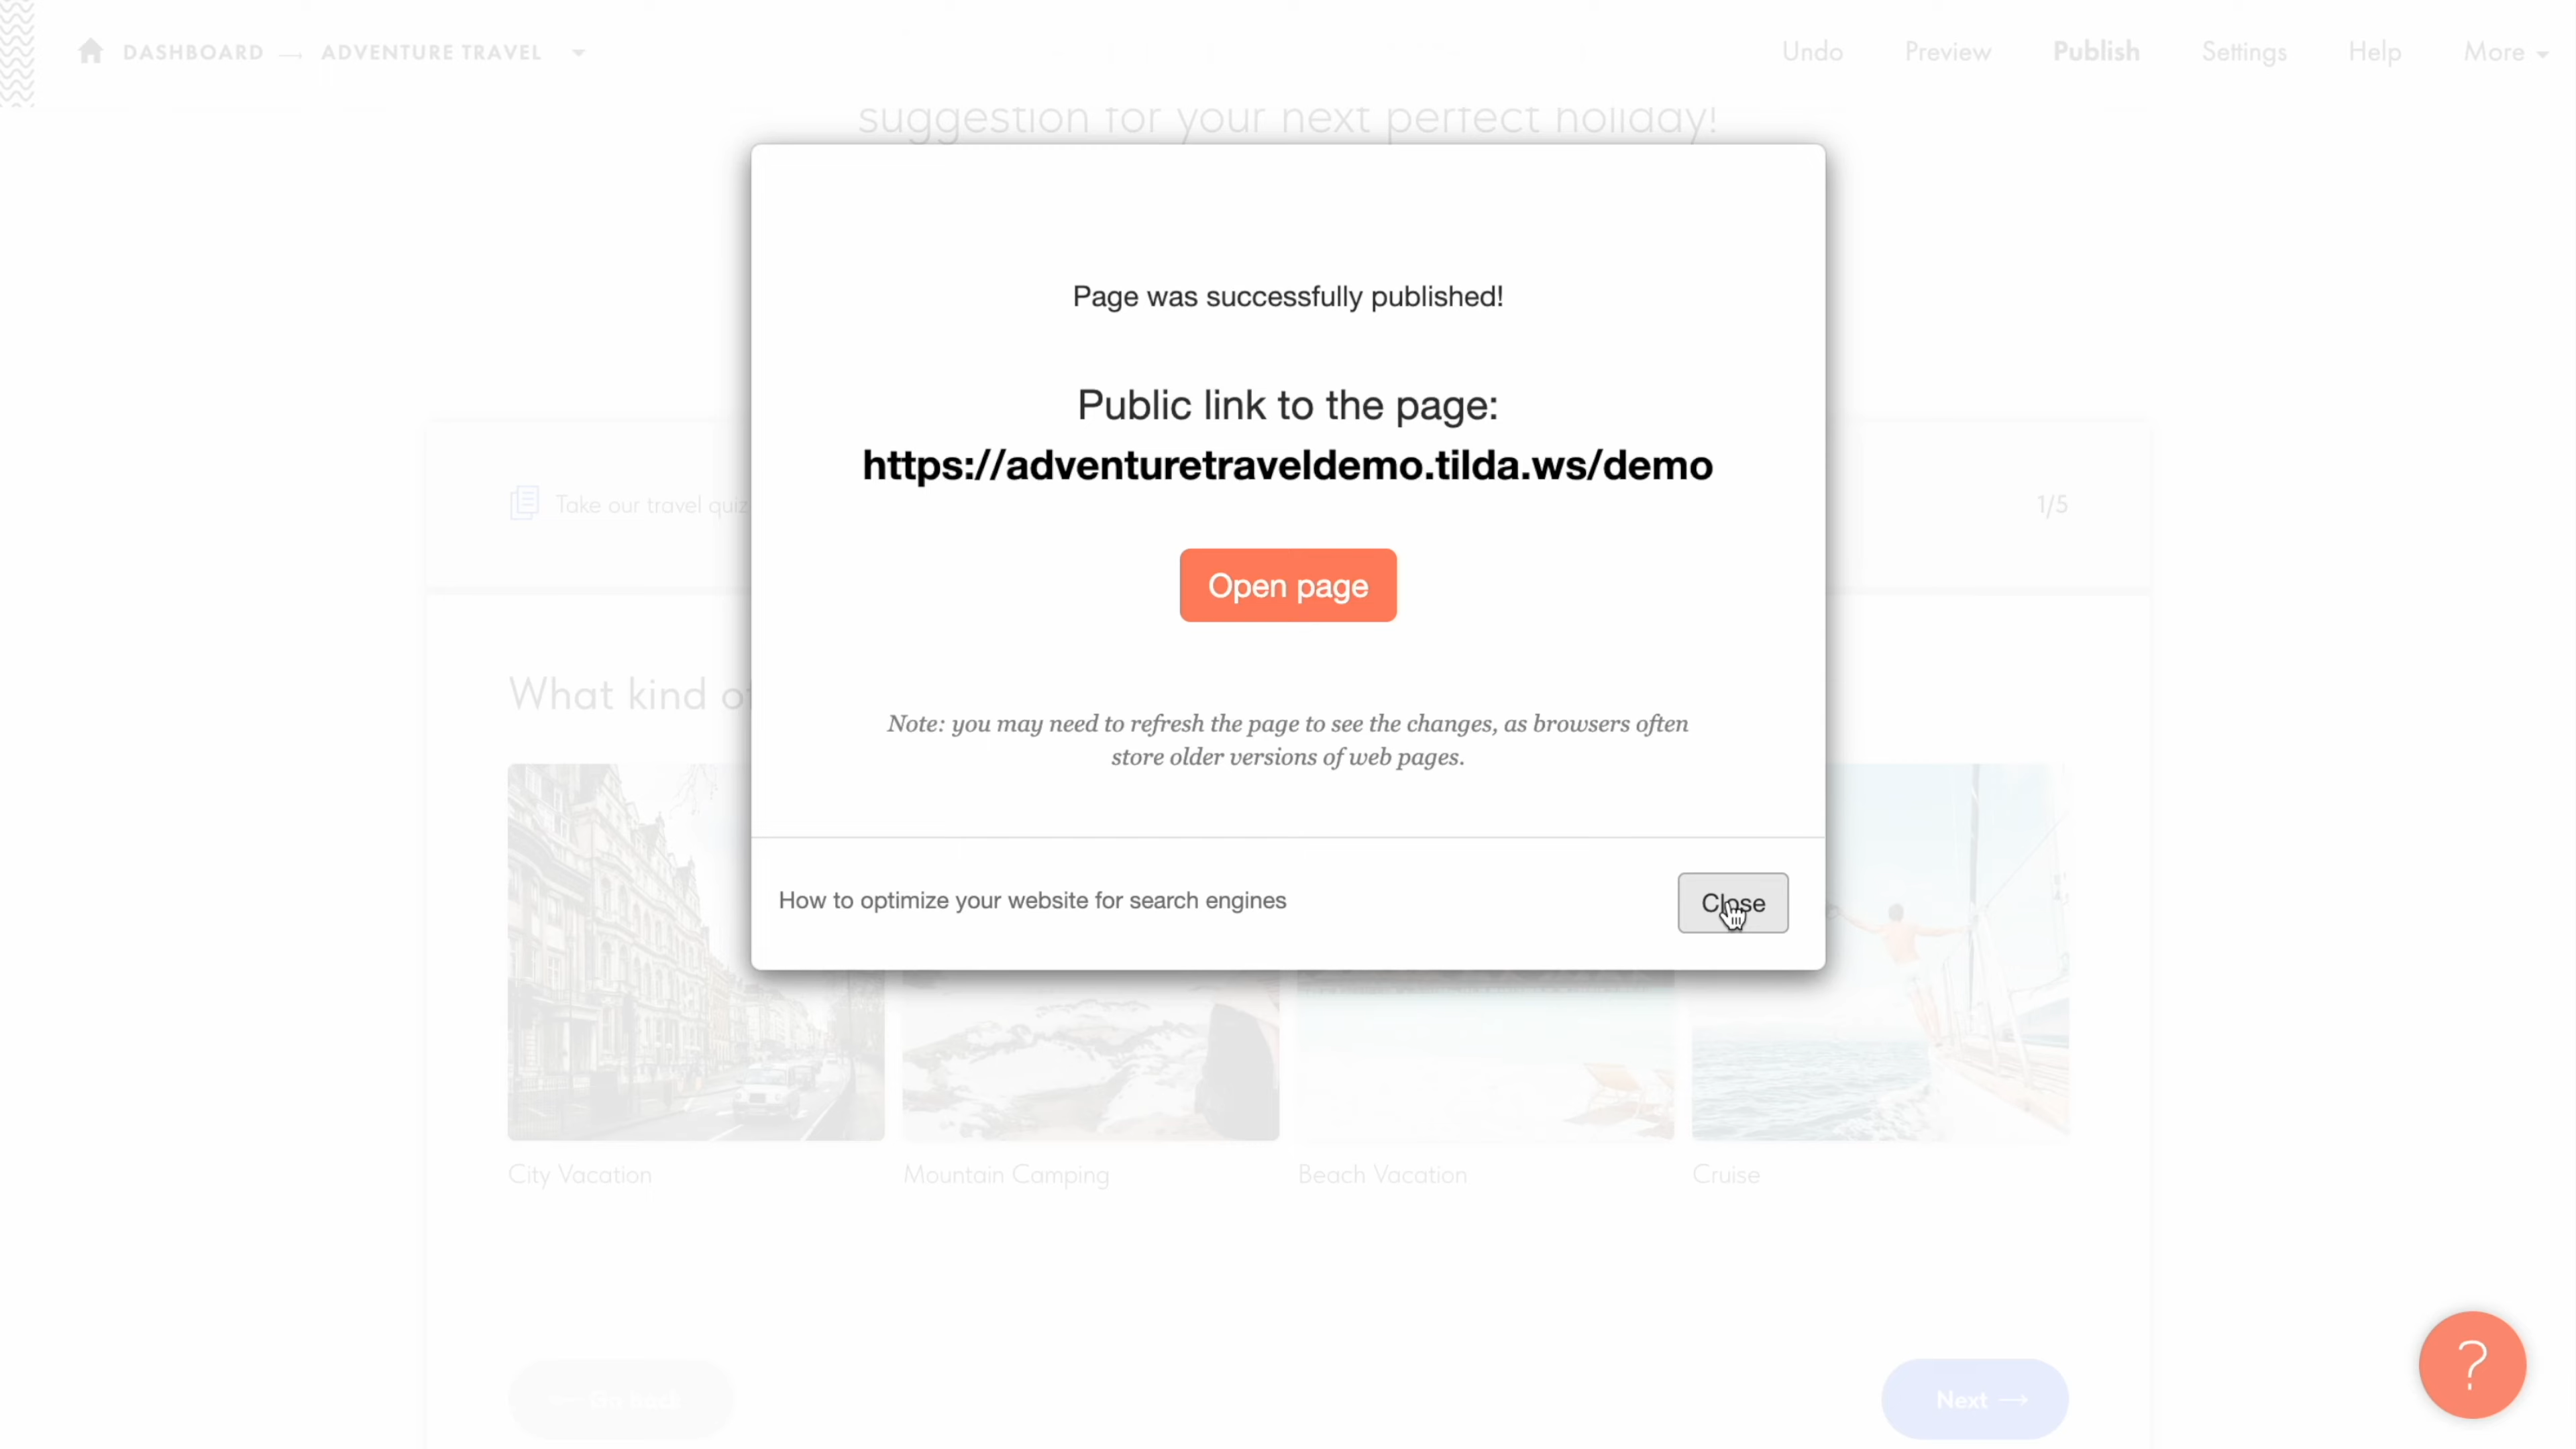 DASHBOARD → ADVENTURE TRAVEL
Undo Preview Publish Settings Help More
suggestion for your next perfect holiday!
Page was successfully published!
Public link to the page:
https://adventuretraveldemo.tilda.ws/demo
Open page
Take our travel quiz
1/5
Note: you may need to refresh the page to see the changes, as browsers often
store older versions of web pages.
What kind of
How to optimize your website for search engines
Close
City Vacation
Mountain Camping
Beach Vacation
Cruise
Next →
?